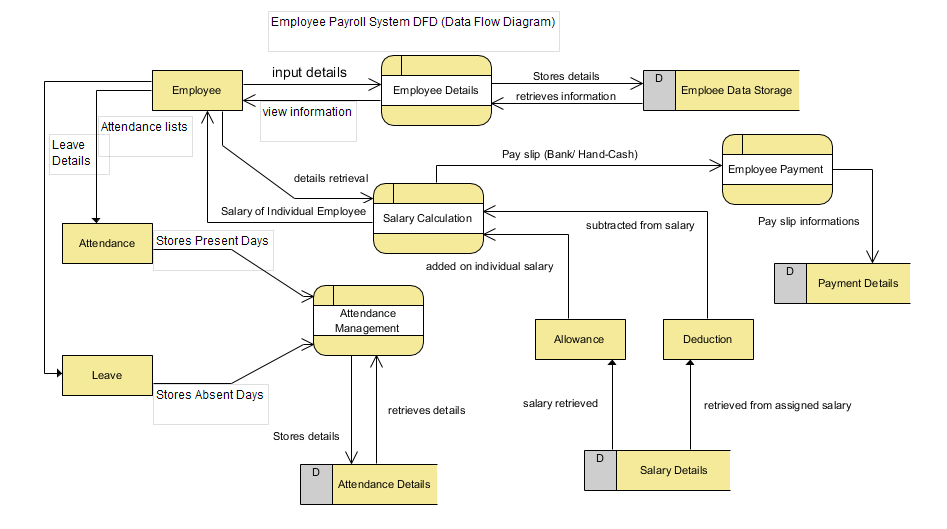 Employee Payroll System DFD (Data Flow Diagram)
input details
Employee
Employee Details
Stores details
retrieves information
D
Emploee Data Storage
view information
Attendance lists
Leave
Details
details retrieval
Pay slip (Bank/ Hand-Cash)
Employee Payment
Salary of Individual Employee
Salary Calculation
subtracted from salary
Pay slip informations
Attendance
Stores Present Days
added on individual salary
D
Payment Details
Attendance
Management
Allowance
Deduction
Leave
Stores Absent Days
retrieves details
salary retrieved
retrieved from assigned salary
Stores details
D
Attendance Details
D
Salary Details